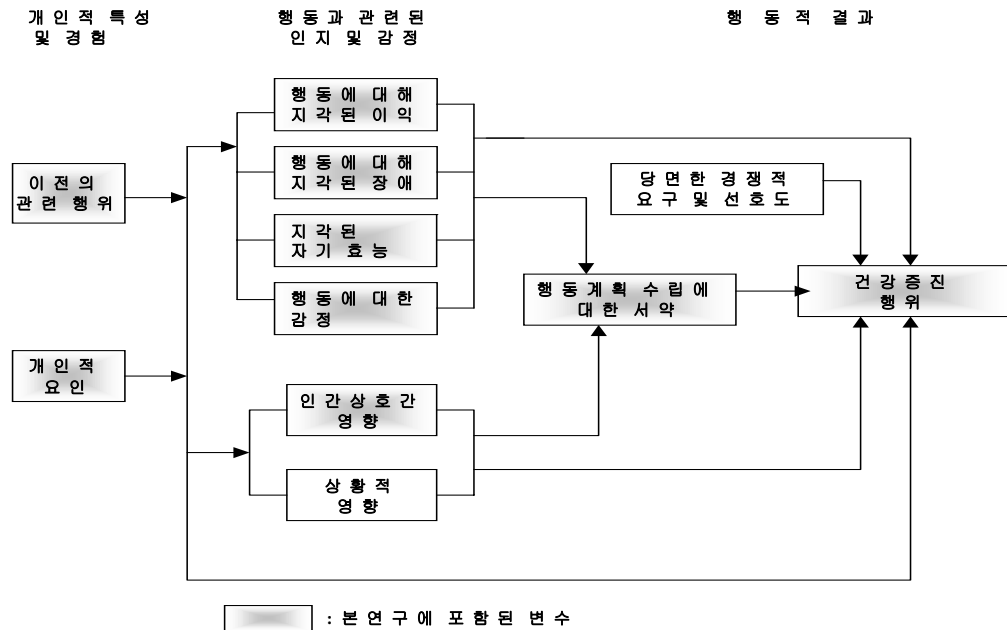 개인적 특성
및 경험
행동과 관련된
인지 및 감정
행동적 결과
행동에 대해
지각된 이익
행동에 대해
지각된 장애
지각된
자기효능
행동에 대한
감정
이전의
관련 행위
개인적
요인
인간상호간
영향
상황적
영향
당면한 경쟁적
요구 및 선호도
행동계획 수립에
대한 서약
건강증진
행위
: 본연구에 포함된 변수